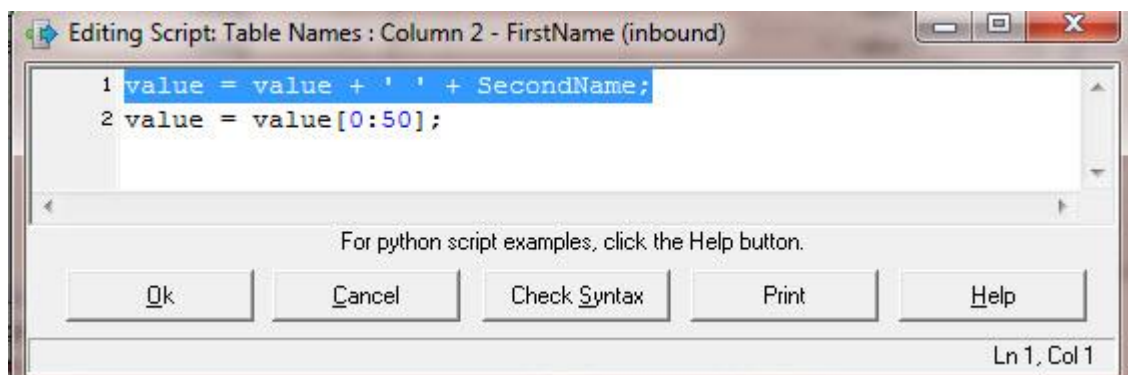 Editing Script: Table Names : Column 2 - FirstName (inbound)
1 value = value + ' ' + SecondName;
2 value = value[0:50];
For python script examples, click the Help button.
Ok Cancel Check Syntax Print Help
Ln 1, Col 1